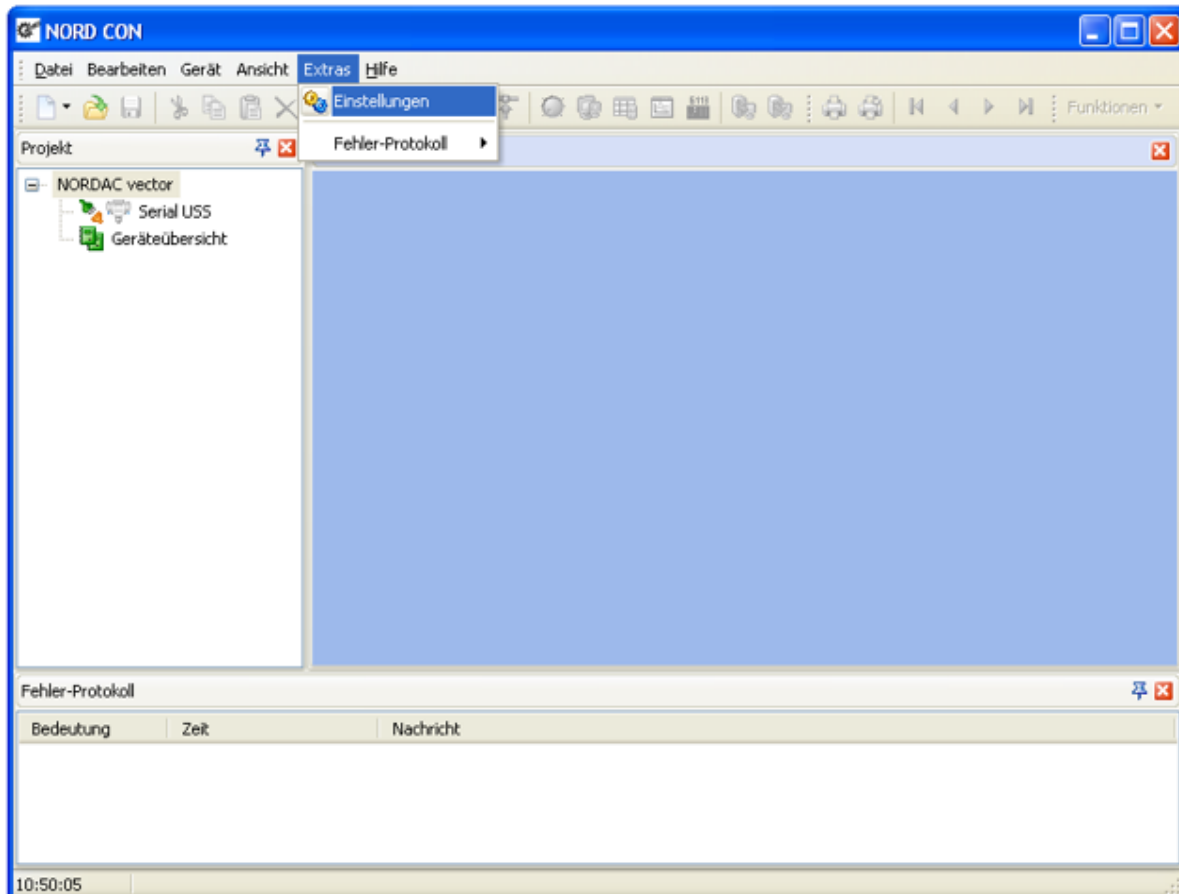 NORD CON
Datei Bearbeiten Gerät Ansicht Extras Hilfe
Einstellungen
Funktionen
Fehler-Protokoll
Projekt
NORDAC vector
Serial USS
Geräteübersicht
Fehler-Protokoll
Bedeutung Zeit Nachricht
10:50:05